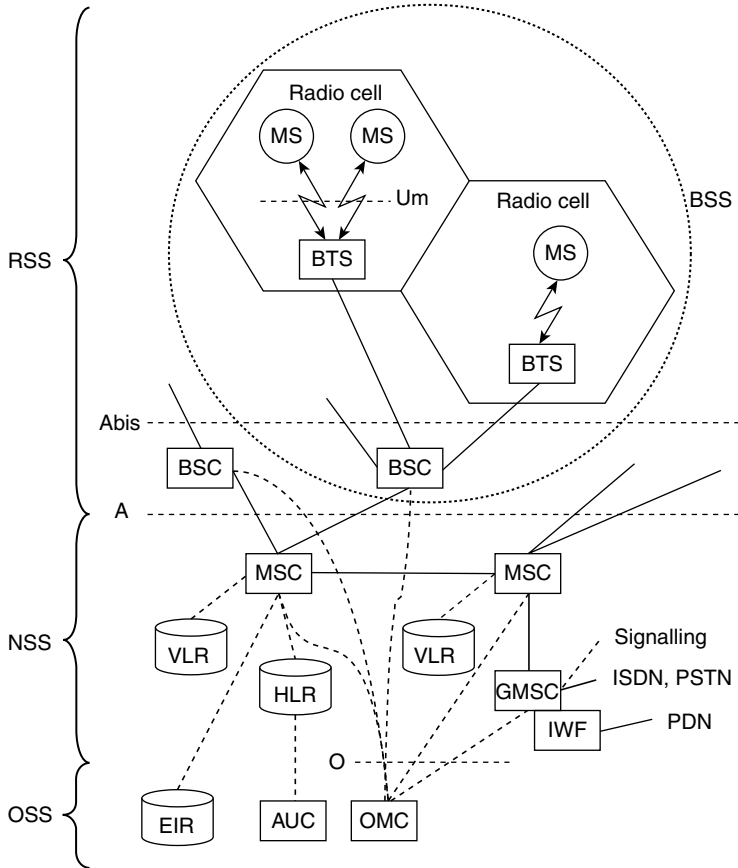 Radio cell
MS
MS
Um
BTS
Radio cell
MS
BTS
BSS
RSS
Abis
BSC
BSC
A
MSC
MSC
VLR
HLR
VLR
Signalling
NSS
GMSC
ISDN, PSTN
IWF
PDN
O
OSS
EIR
AUC
OMC